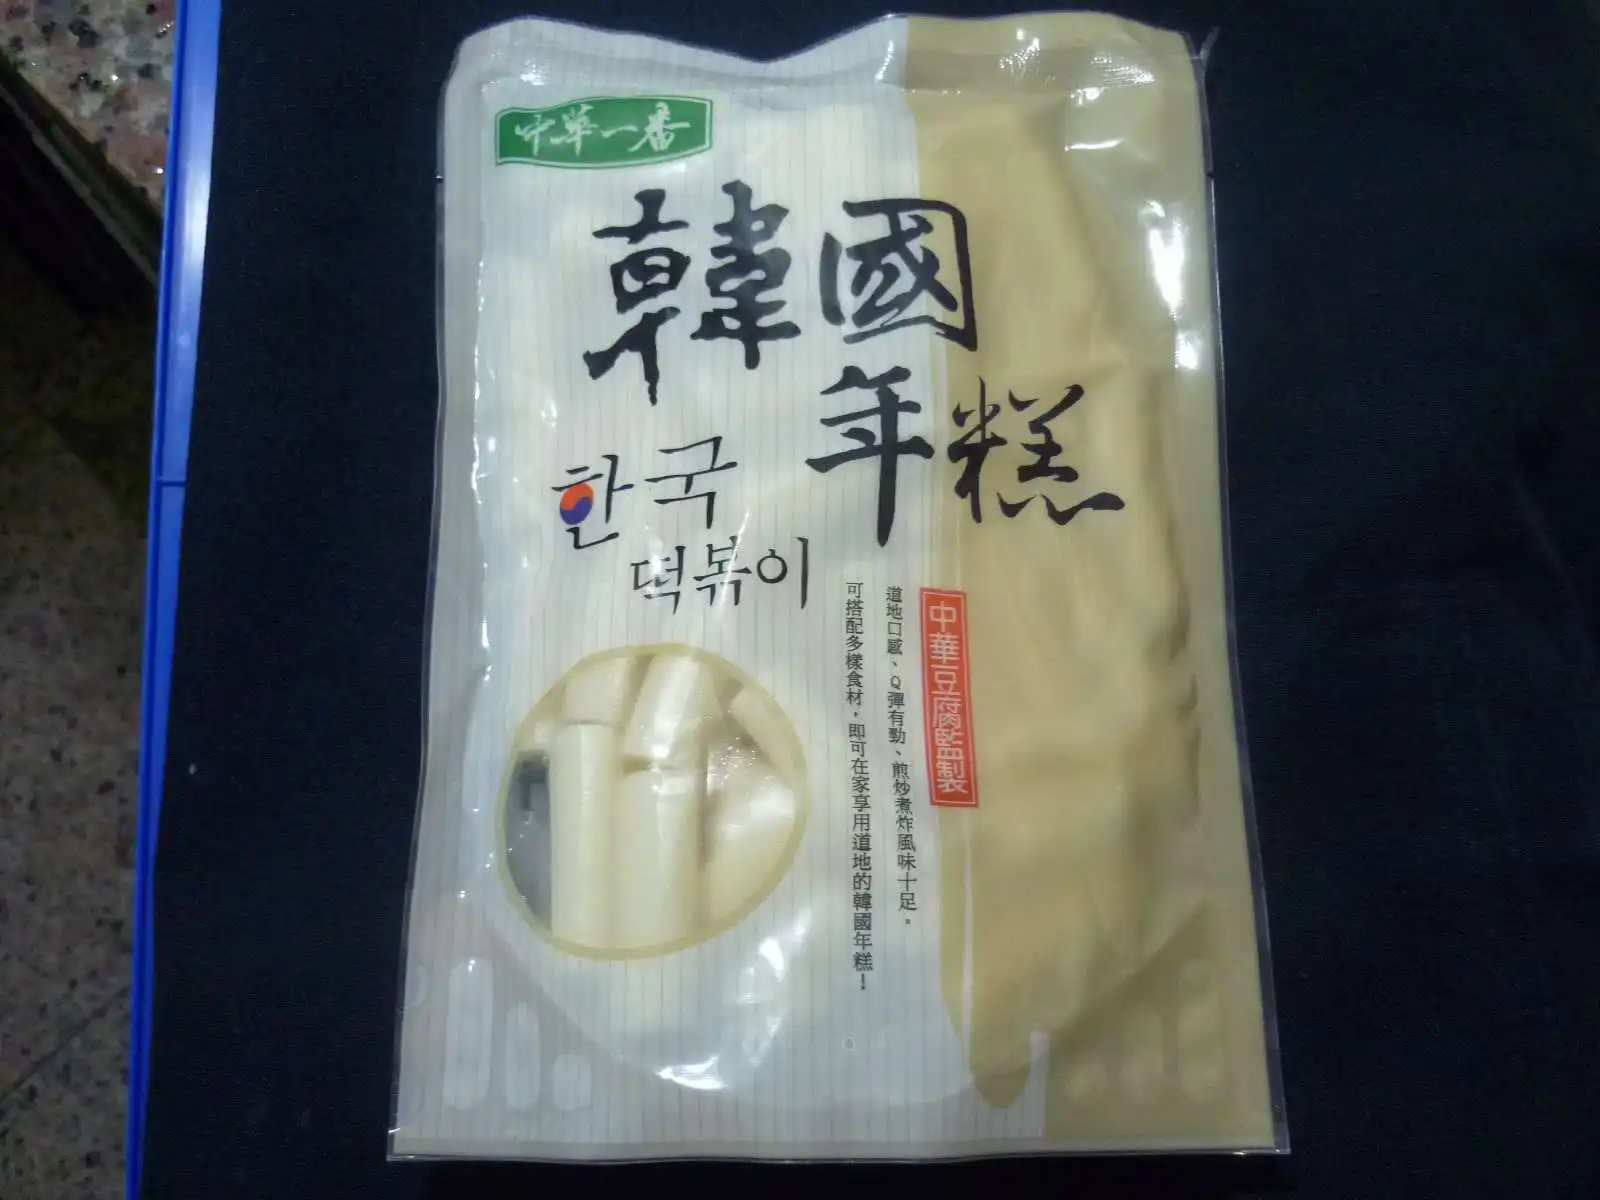 中華一番
韓國
年糕
한국
떡볶이
中華豆腐監製
道地口感、Q彈有勁、煎炒煮炸風味十足。
可搭配多樣食材，即可在家享用道地的韓國年糕！